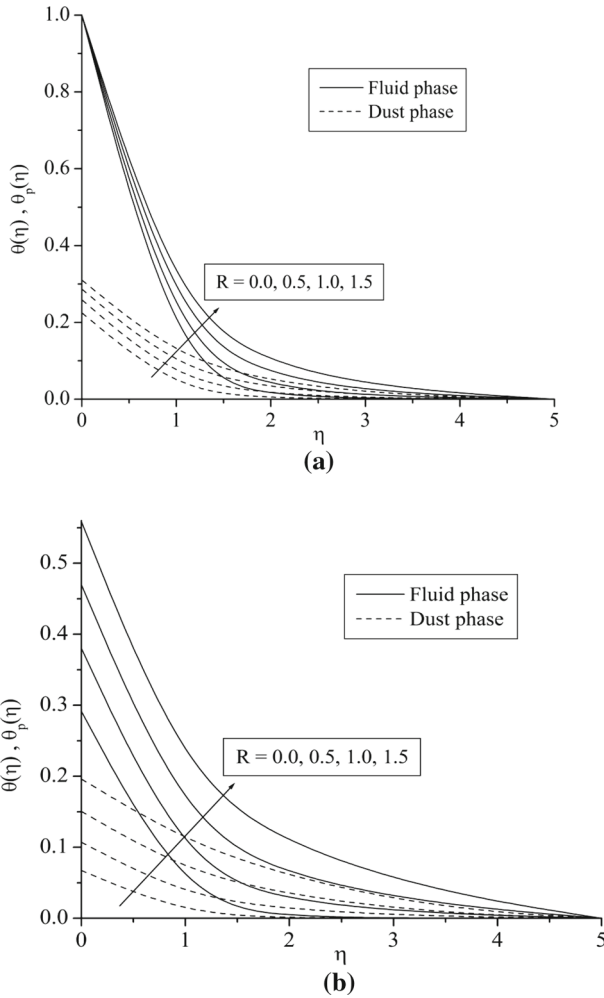 1.0
0.8
0.6
0.4
0.2
0.0
θ(η) , θp(η)
Fluid phase
Dust phase
R = 0.0, 0.5, 1.0, 1.5
0 1 2 3 4 5
η
(a)
0.5
0.4
0.3
0.2
0.1
0.0
θ(η) , θp(η)
Fluid phase
Dust phase
R = 0.0, 0.5, 1.0, 1.5
0 1 2 3 4 5
η
(b)